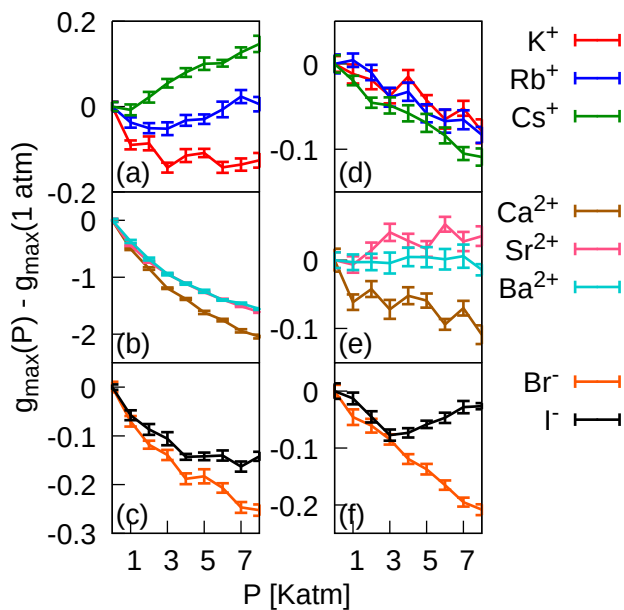 g_max(P) - g_max(1 atm)
0.2
0
-0.2
(a)
0
-0.1
(d)
K⁺
Rb⁺
Cs⁺
0
-1
-2
(b)
0
-0.1
(e)
Ca²⁺
Sr²⁺
Ba²⁺
0
-0.1
-0.2
-0.3
(c)
0
-0.1
-0.2
(f)
Br⁻
I⁻
1 3 5 7
1 3 5 7
P [Katm]